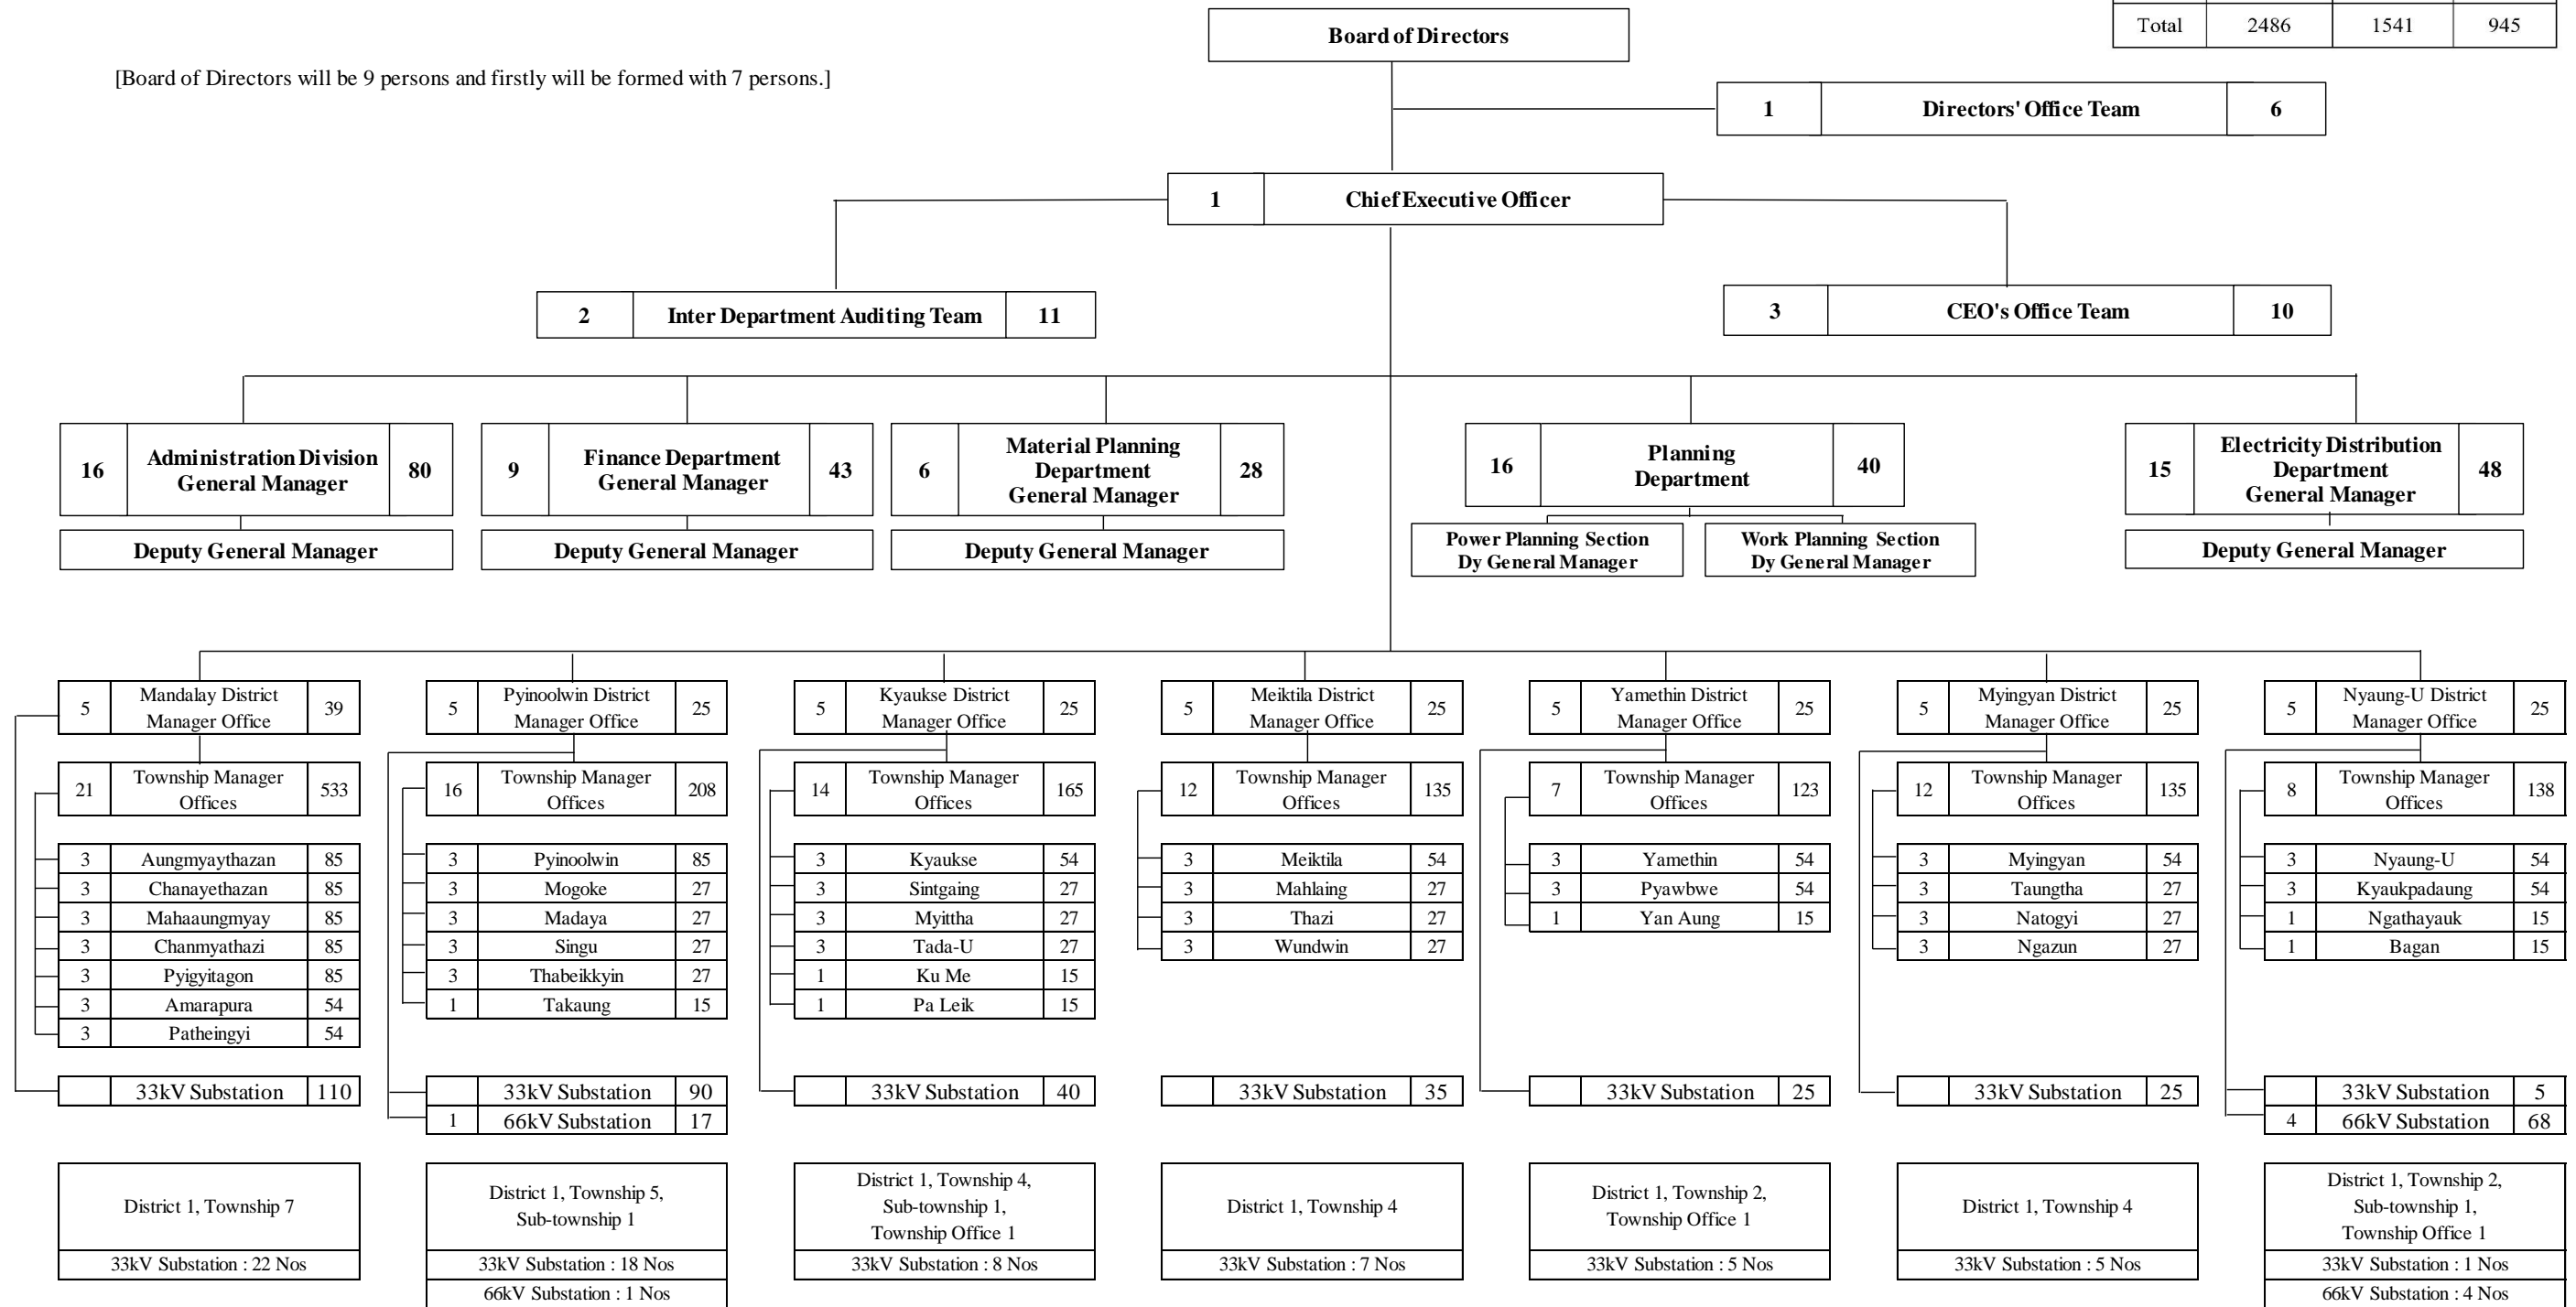 Total 2486 1541 945
Board of Directors
[Board of Directors will be 9 persons and firstly will be formed with 7 persons.]
1 Directors' Office Team 6
1 Chief Executive Officer
2 Inter Department Auditing Team 11
3 CEO's Office Team 10
16 Administration Division General Manager 80
Deputy General Manager
9 Finance Department General Manager 43
Deputy General Manager
6 Material Planning Department General Manager 28
Deputy General Manager
16 Planning Department 40
Power Planning Section Dy General Manager
Work Planning Section Dy General Manager
15 Electricity Distribution Department General Manager 48
Deputy General Manager
5 Mandalay District Manager Office 39
21 Township Manager Offices 533
3 Aungmyaythazan 85
3 Chanayethazan 85
3 Mahaaungmyay 85
3 Chanmyathazi 85
3 Pyigyitagon 85
3 Amarapura 54
3 Patheingyi 54
33kV Substation 110
District 1, Township 7
33kV Substation : 22 Nos
5 Pyinoolwin District Manager Office 25
16 Township Manager Offices 208
3 Pyinoolwin 85
3 Mogoke 27
3 Madaya 27
3 Singu 27
3 Thabeikkyin 27
1 Takaung 15
33kV Substation 90
1 66kV Substation 17
District 1, Township 5,
Sub-township 1
33kV Substation : 18 Nos
66kV Substation : 1 Nos
5 Kyaukse District Manager Office 25
14 Township Manager Offices 165
3 Kyaukse 54
3 Sintgaing 27
3 Myittha 27
3 Tada-U 27
1 Ku Me 15
1 Pa Leik 15
33kV Substation 40
District 1, Township 4,
Sub-township 1,
Township Office 1
33kV Substation : 8 Nos
5 Meiktila District Manager Office 25
12 Township Manager Offices 135
3 Meiktila 54
3 Mahlaing 27
3 Thazi 27
3 Wundwin 27
33kV Substation 35
District 1, Township 4
33kV Substation : 7 Nos
5 Yamethin District Manager Office 25
7 Township Manager Offices 123
3 Yamethin 54
3 Pyawbwe 54
1 Yan Aung 15
33kV Substation 25
District 1, Township 2,
Township Office 1
33kV Substation : 5 Nos
5 Myingyan District Manager Office 25
12 Township Manager Offices 135
3 Myingyan 54
3 Taungtha 27
3 Natogyi 27
3 Ngazun 27
33kV Substation 25
District 1, Township 4
33kV Substation : 5 Nos
5 Nyaung-U District Manager Office 25
8 Township Manager Offices 138
3 Nyaung-U 54
3 Kyaukpadaung 54
1 Ngathayauk 15
1 Bagan 15
33kV Substation 5
4 66kV Substation 68
District 1, Township 2,
Sub-township 1,
Township Office 1
33kV Substation : 1 Nos
66kV Substation : 4 Nos